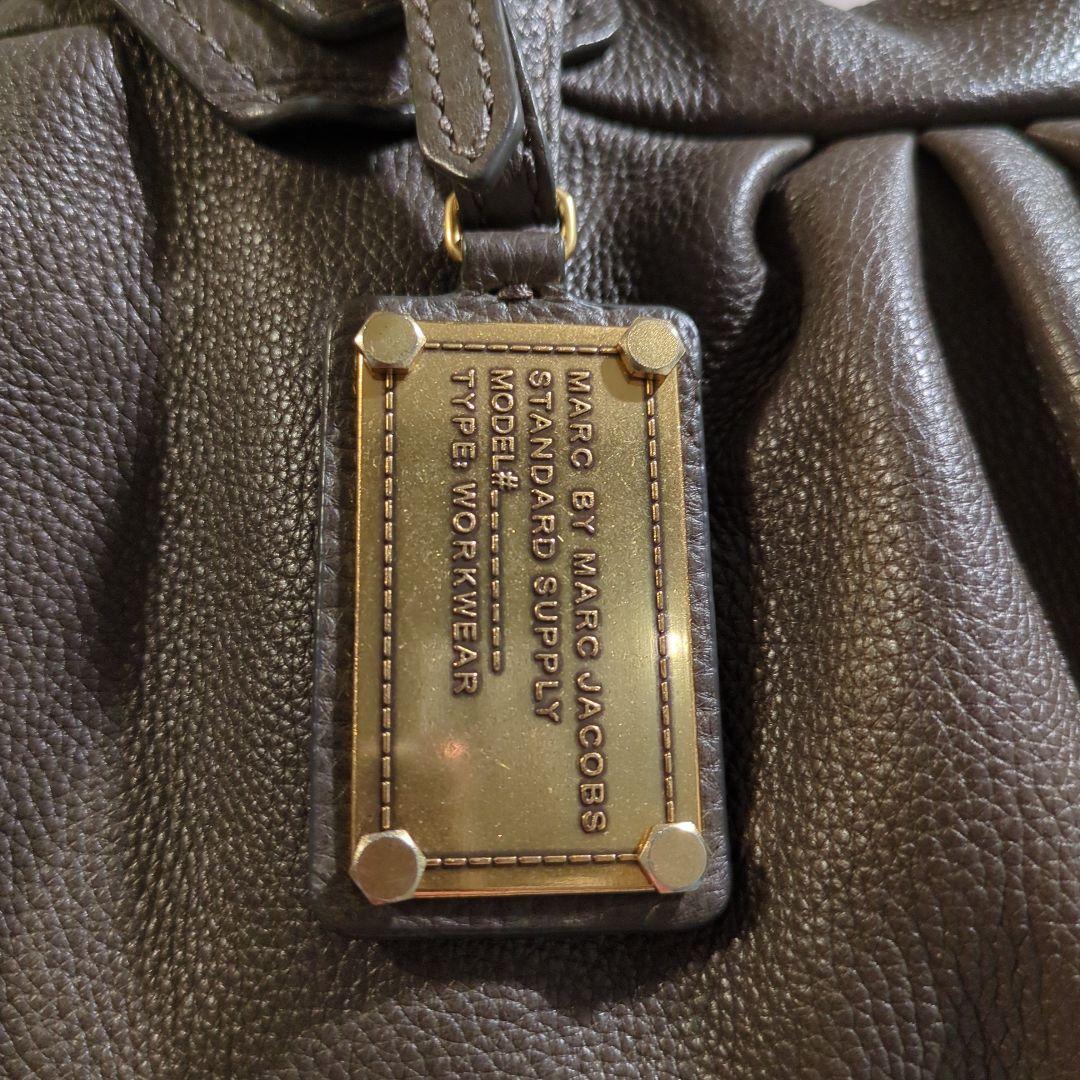 MARC BY MARC JACOBS
STANDARD SUPPLY
MODEL#_ _ _ _ _ _ _ _ _
TYPE: WORKWEAR